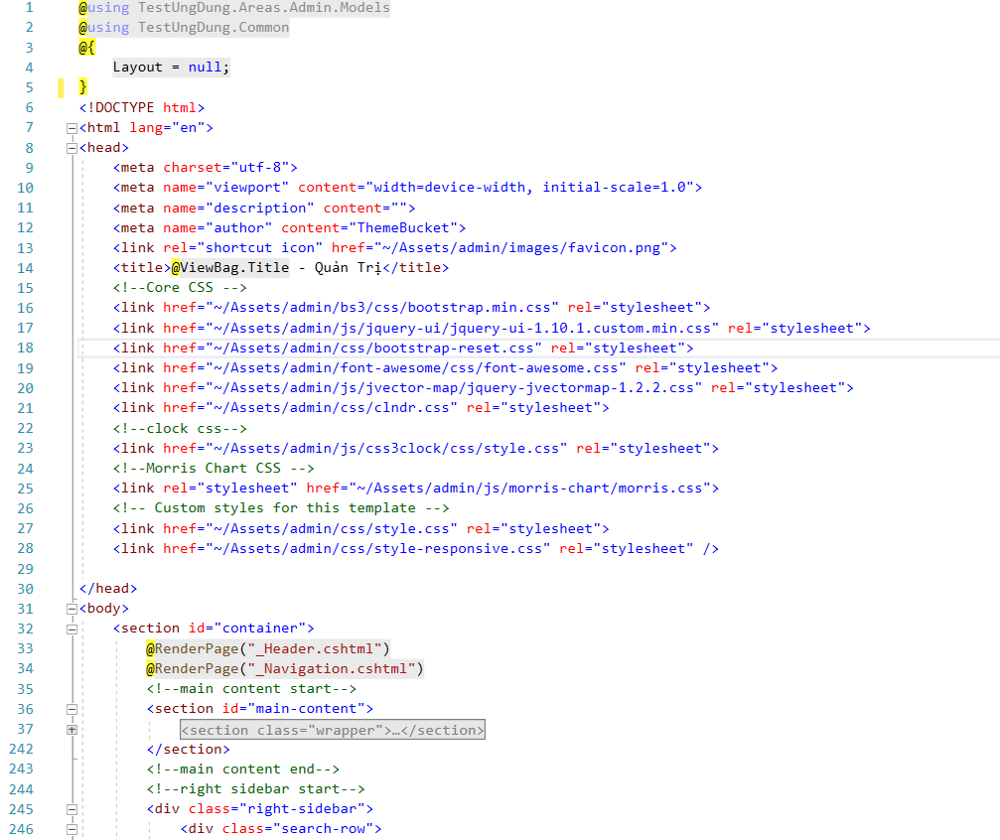 1 @using TestUngDung.Areas.Admin.Models
2 @using TestUngDung.Common
3 @{
4 Layout = null;
5 }
6 <!DOCTYPE html>
7 <html lang="en">
8 <head>
9 <meta charset="utf-8">
10 <meta name="viewport" content="width=device-width, initial-scale=1.0">
11 <meta name="description" content="">
12 <meta name="author" content="ThemeBucket">
13 <link rel="shortcut icon" href="~/Assets/admin/images/favicon.png">
14 <title>@ViewBag.Title - Quản Trị</title>
15 <!--Core CSS -->
16 <link href="~/Assets/admin/bs3/css/bootstrap.min.css" rel="stylesheet">
17 <link href="~/Assets/admin/js/jquery-ui/jquery-ui-1.10.1.custom.min.css" rel="stylesheet">
18 <link href="~/Assets/admin/css/bootstrap-reset.css" rel="stylesheet">
19 <link href="~/Assets/admin/font-awesome/css/font-awesome.css" rel="stylesheet">
20 <link href="~/Assets/admin/js/jvector-map/jquery-jvectormap-1.2.2.css" rel="stylesheet">
21 <link href="~/Assets/admin/css/clndr.css" rel="stylesheet">
22 <!--clock css-->
23 <link href="~/Assets/admin/js/css3clock/css/style.css" rel="stylesheet">
24 <!--Morris Chart CSS -->
25 <link rel="stylesheet" href="~/Assets/admin/js/morris-chart/morris.css">
26 <!-- Custom styles for this template -->
27 <link href="~/Assets/admin/css/style.css" rel="stylesheet">
28 <link href="~/Assets/admin/css/style-responsive.css" rel="stylesheet" />
29
30 </head>
31 <body>
32 <section id="container">
33 @RenderPage("_Header.cshtml")
34 @RenderPage("_Navigation.cshtml")
35 <!--main content start-->
36 <section id="main-content">
37 <section class="wrapper">…</section>
242 </section>
243 <!--main content end-->
244 <!--right sidebar start-->
245 <div class="right-sidebar">
246 <div class="search-row">